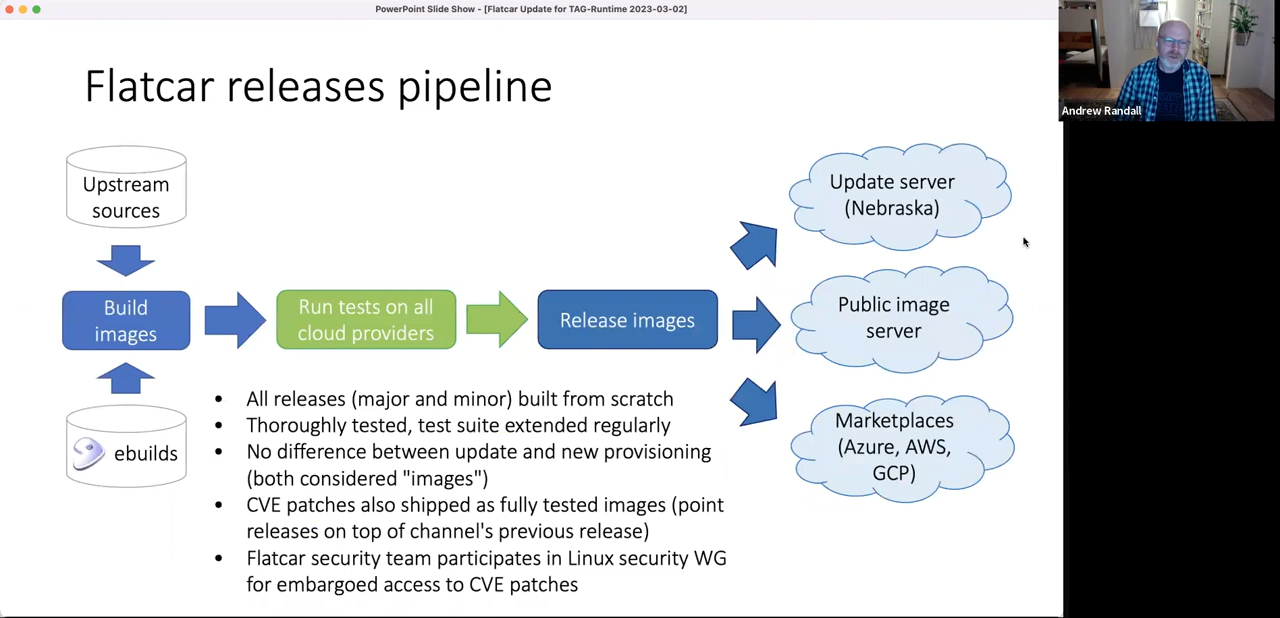 PowerPoint Slide Show - [Flatcar Update for TAG-Runtime 2023-03-02]
Andrew Randall
Flatcar releases pipeline
Upstream
sources
Build
images
ebuilds
Run tests on all
cloud providers
Release images
Update server
(Nebraska)
Public image
server
Marketplaces
(Azure, AWS,
GCP)
• All releases (major and minor) built from scratch
• Thoroughly tested, test suite extended regularly
• No difference between update and new provisioning
(both considered "images")
• CVE patches also shipped as fully tested images (point
releases on top of channel's previous release)
• Flatcar security team participates in Linux security WG
for embargoed access to CVE patches